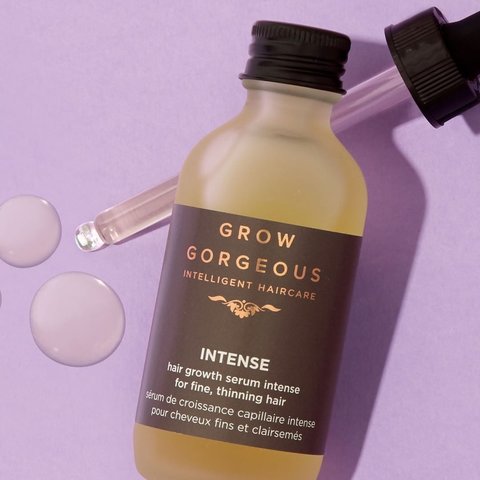 GROW
GORGEOUS
INTELLIGENT HAIRCARE
INTENSE
hair growth serum intense
for fine, thinning hair
sérum de croissance capillaire intense
pour cheveux fins et clairsemés